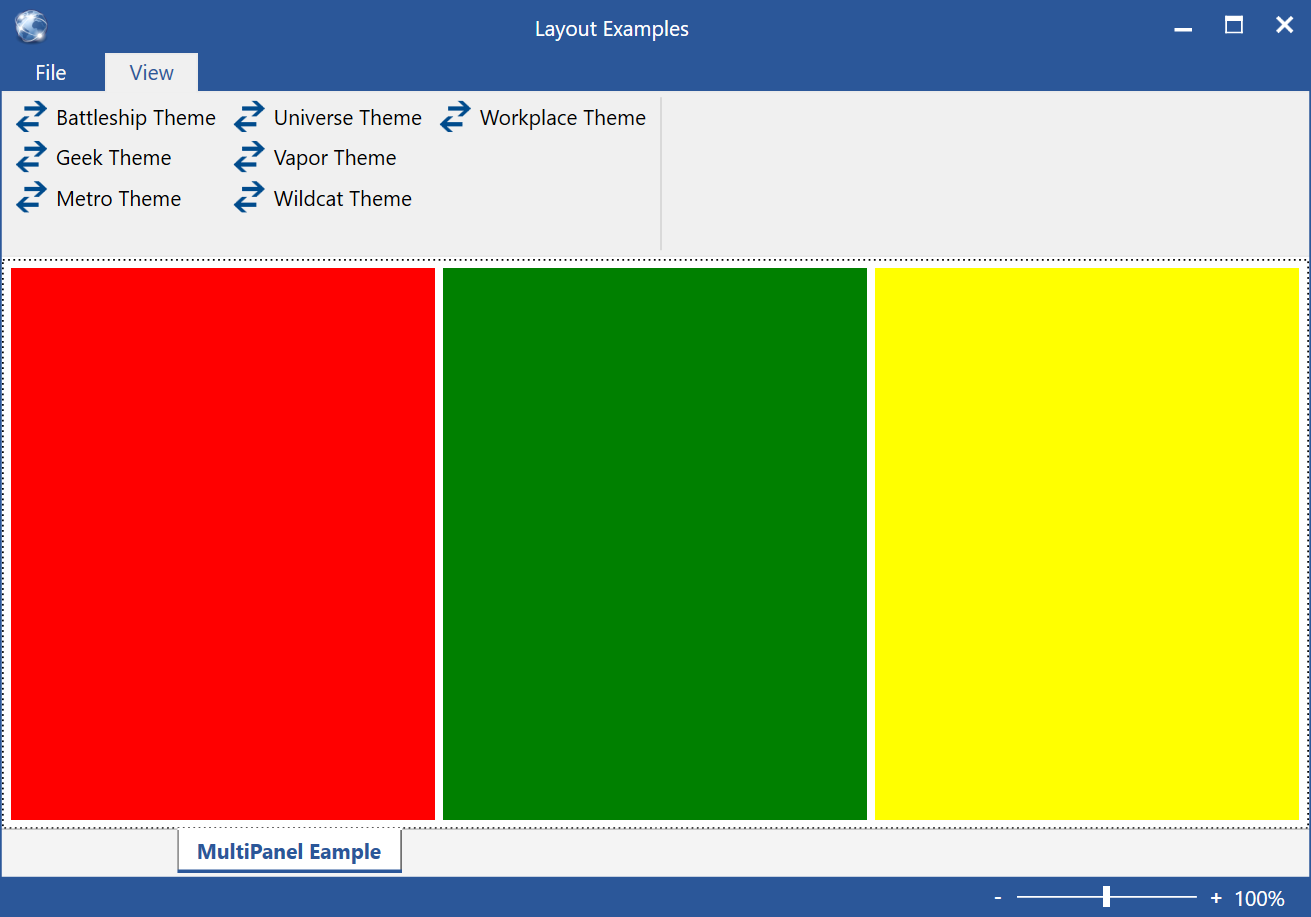 Layout Examples
File View
Battleship Theme Universe Theme Workplace Theme
Geek Theme Vapor Theme
Metro Theme Wildcat Theme
MultiPanel Eample
- + 100%